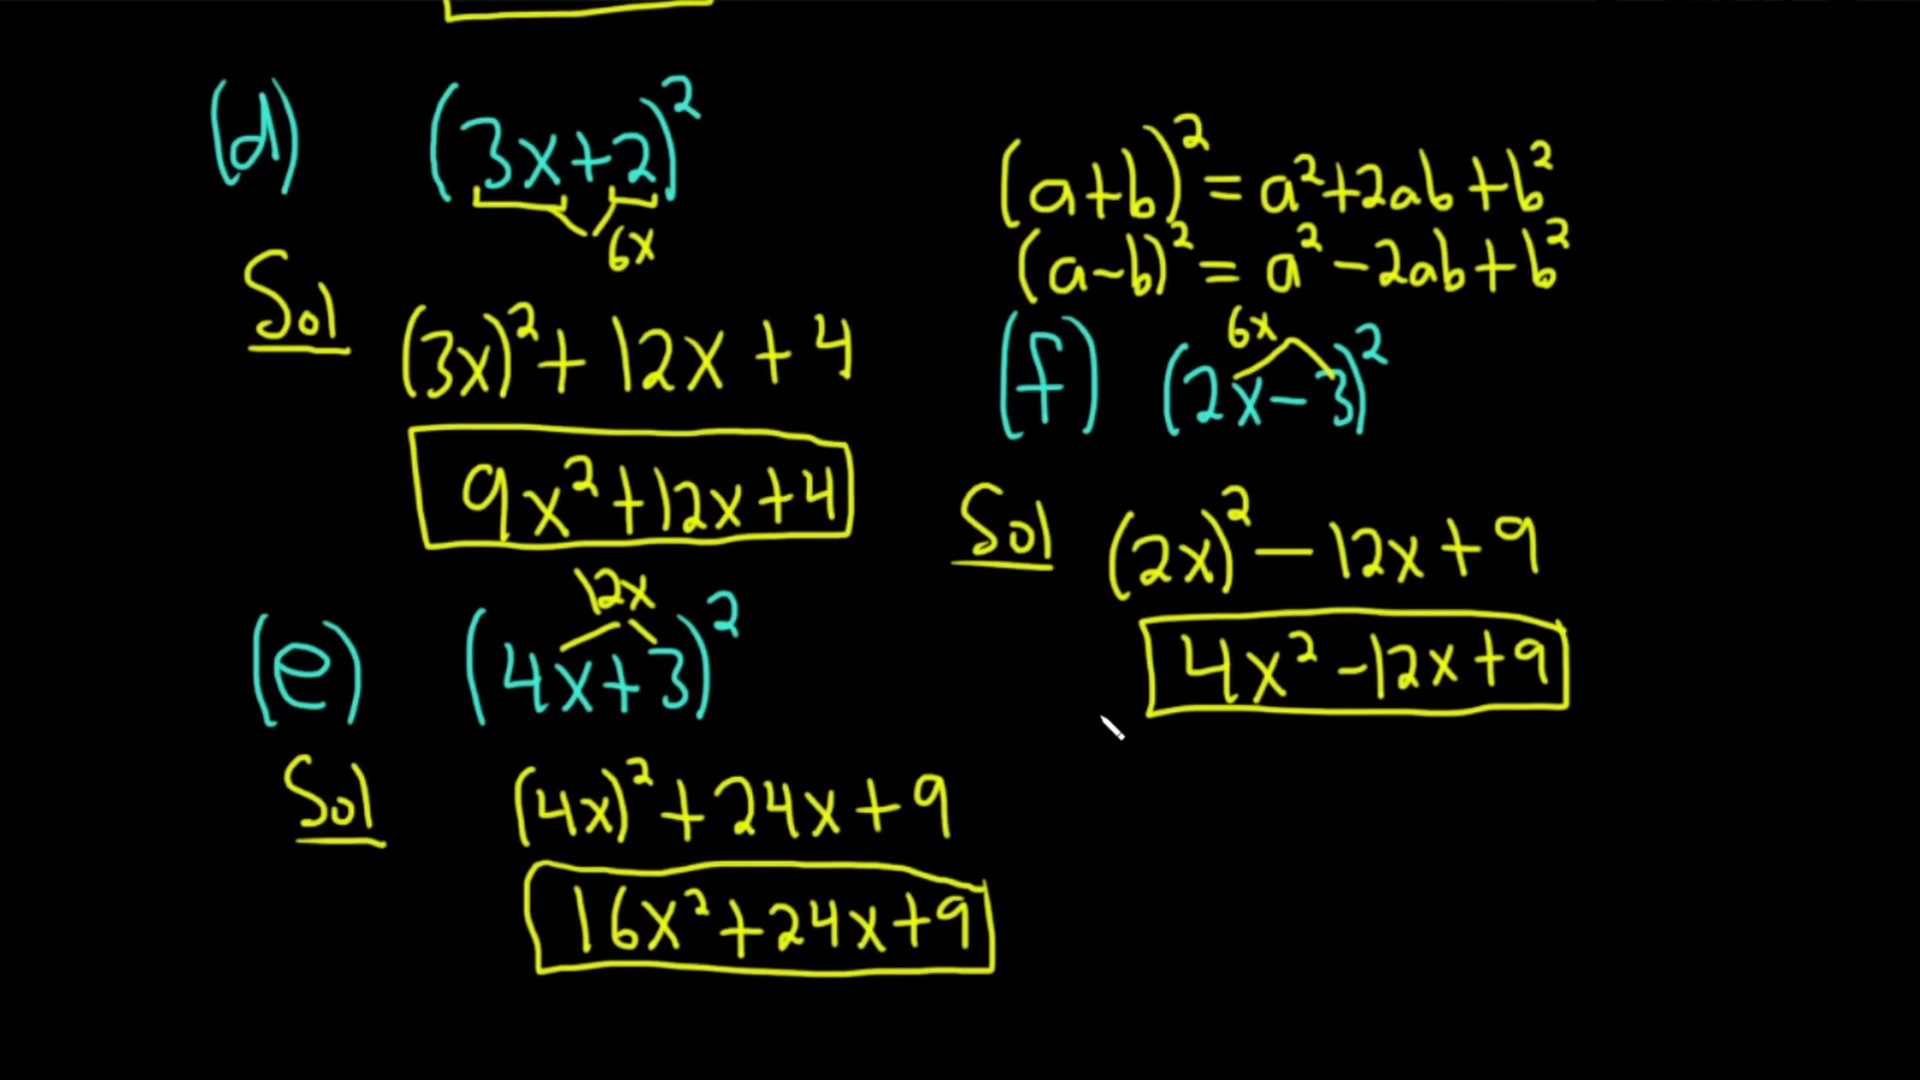 (d) (3x+2)²
6x
Sol
(3x)² + 12x + 4
9x² + 12x + 4
12x
(e) (4x+3)²
Sol (4x)² + 24x + 9
16x² + 24x + 9
(a+b)² = a² + 2ab + b²
(a-b)² = a² - 2ab + b²
6x
(f) (2x-3)²
Sol (2x)² - 12x + 9
4x² - 12x + 9